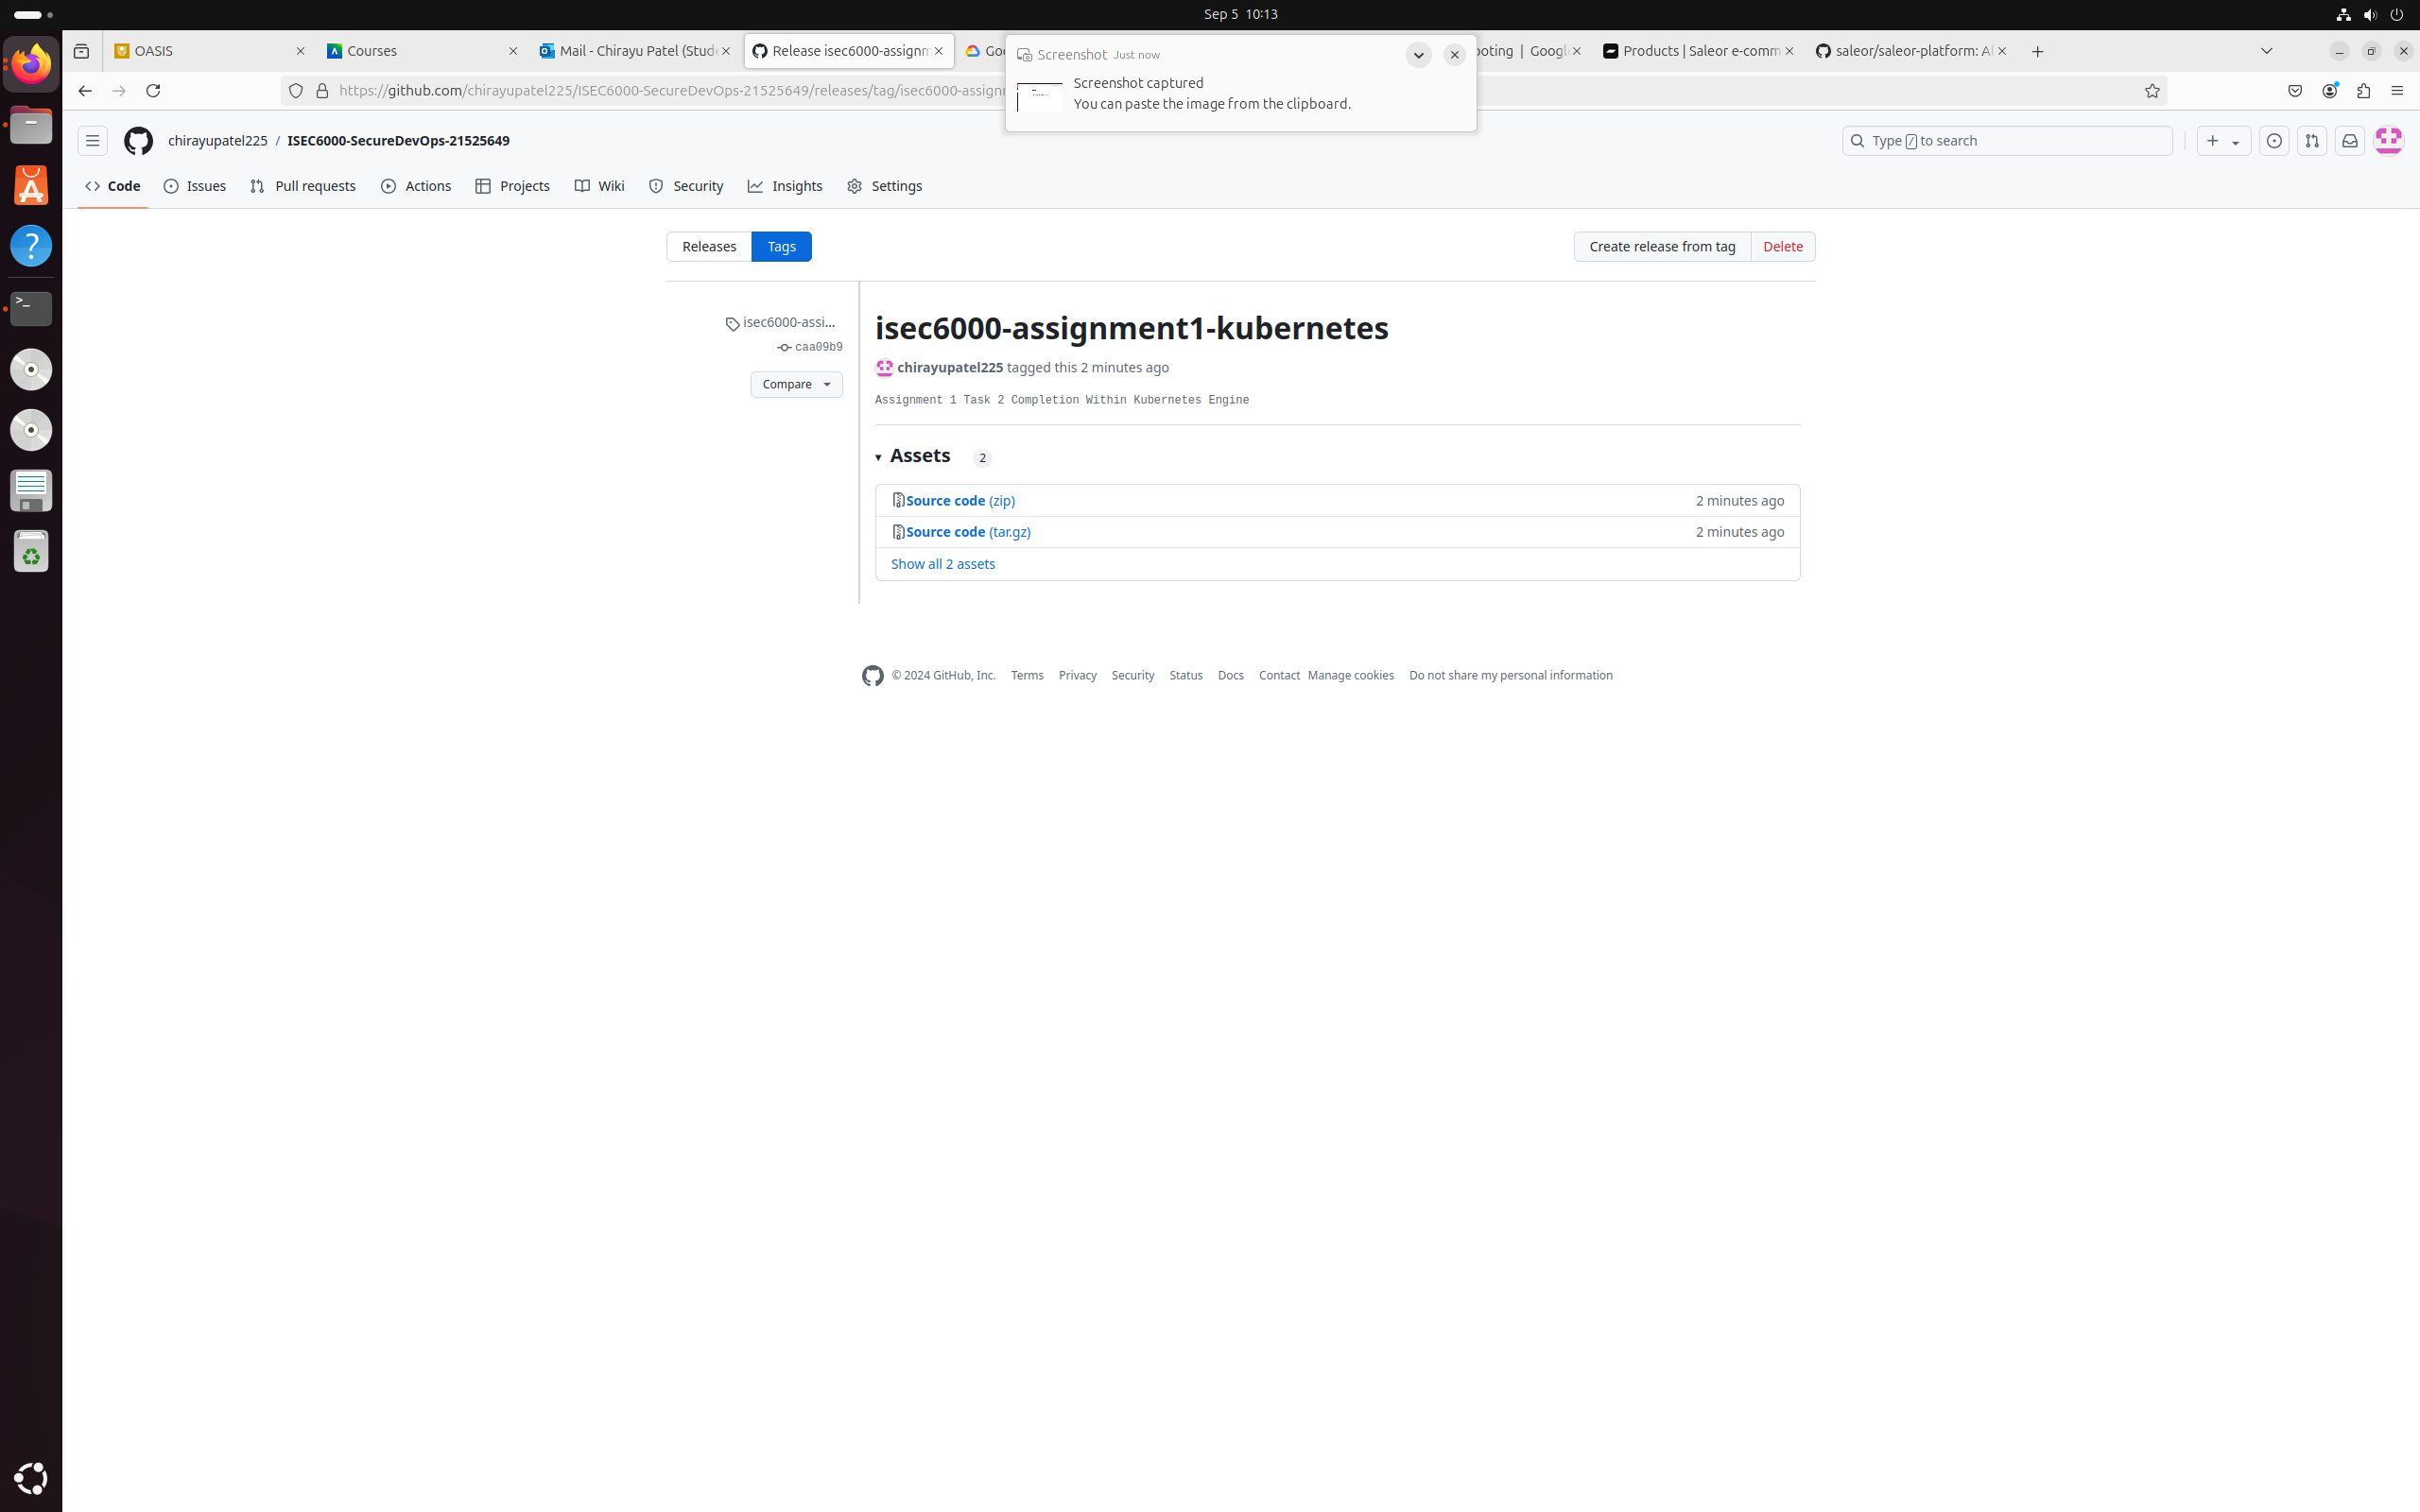 Sep 5 10:13
OASIS
Courses
Mail - Chirayu Patel (Stud
Release isec6000-assignm
Screenshot Just now
Screenshot captured
You can paste the image from the clipboard.
ooting | Googl
Products | Saleor e-comm
saleor/saleor-platform: Al
https://github.com/chirayupatel225/ISEC6000-SecureDevOps-21525649/releases/tag/isec6000-assignm
chirayupatel225 / ISEC6000-SecureDevOps-21525649
Type / to search
Code Issues Pull requests Actions Projects Wiki Security Insights Settings
Releases Tags
Create release from tag Delete
isec6000-assi...
caa09b9
Compare
isec6000-assignment1-kubernetes
chirayupatel225 tagged this 2 minutes ago
Assignment 1 Task 2 Completion Within Kubernetes Engine
Assets 2
Source code (zip) 2 minutes ago
Source code (tar.gz) 2 minutes ago
Show all 2 assets
© 2024 GitHub, Inc. Terms Privacy Security Status Docs Contact Manage cookies Do not share my personal information